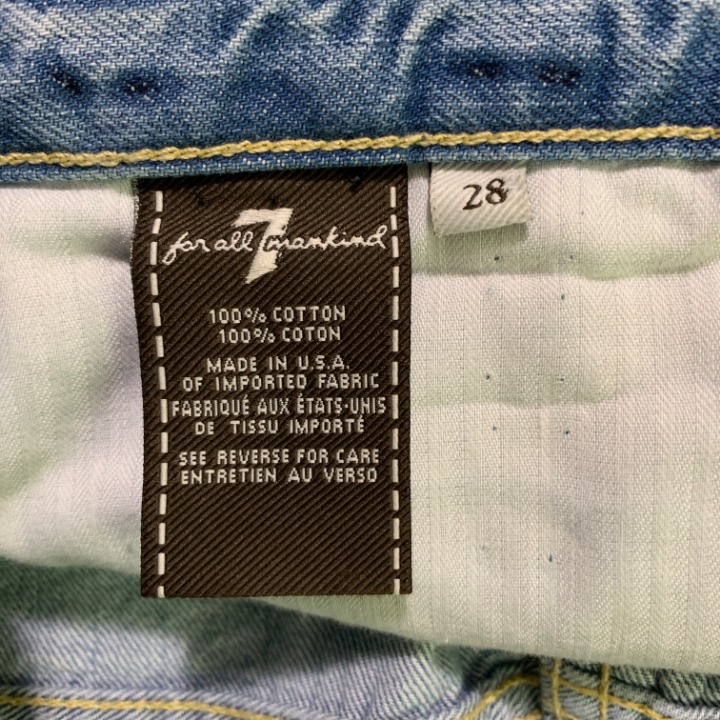 28
for all 7 mankind
100% COTTON
100% COTON
MADE IN U.S.A.
OF IMPORTED FABRIC
FABRIQUÉ AUX ÉTATS-UNIS
DE TISSU IMPORTÉ
SEE REVERSE FOR CARE
ENTRETIEN AU VERSO